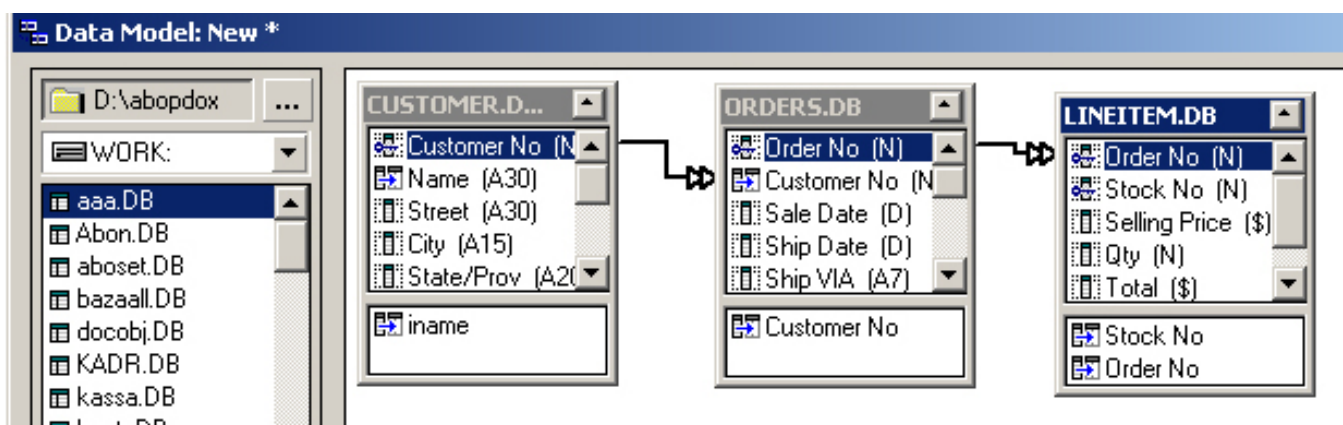 Data Model: New *
D:\abopdox
...
WORK:
aaa.DB
Abon.DB
aboset.DB
bazaall.DB
docobj.DB
KADR.DB
kassa.DB
CUSTOMER.D...
Customer No (N
Name (A30)
Street (A30)
City (A15)
State/Prov (A20
iname
ORDERS.DB
Order No (N)
Customer No (N
Sale Date (D)
Ship Date (D)
Ship VIA (A7)
Customer No
LINEITEM.DB
Order No (N)
Stock No (N)
Selling Price ($)
Qty (N)
Total ($)
Stock No
Order No